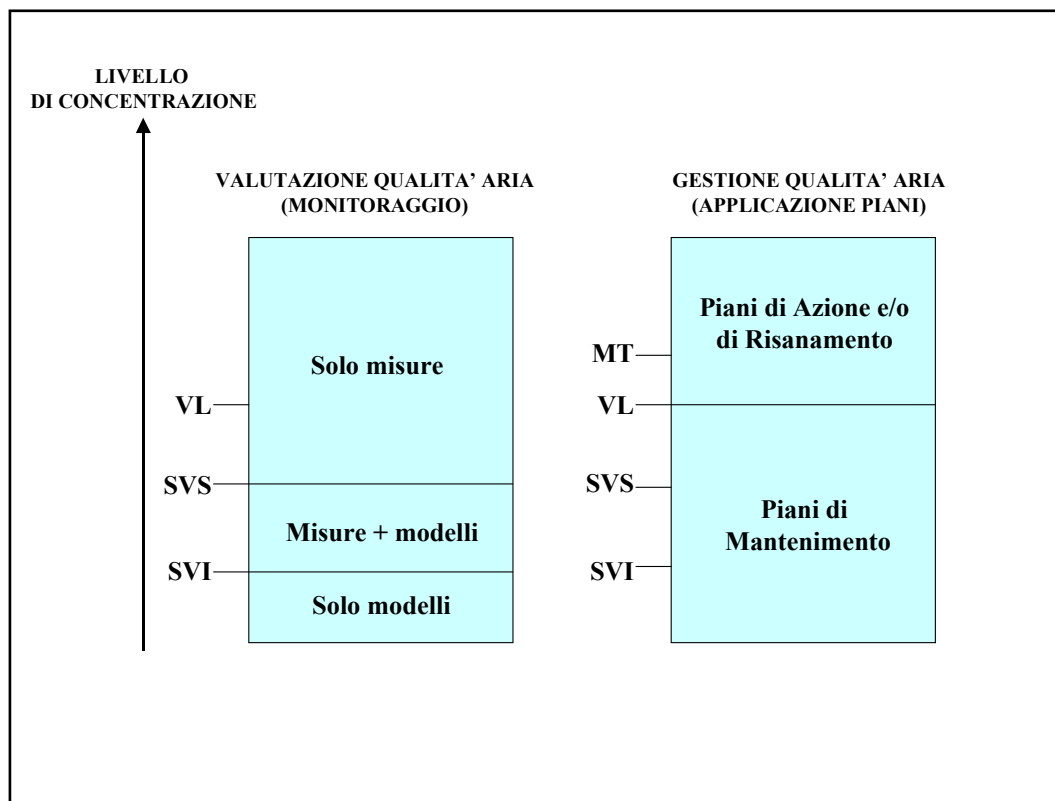 LIVELLO
DI CONCENTRAZIONE
VALUTAZIONE QUALITA’ ARIA
(MONITORAGGIO)
Solo misure
VL
SVS
Misure + modelli
SVI
Solo modelli
GESTIONE QUALITA’ ARIA
(APPLICAZIONE PIANI)
Piani di Azione e/o
di Risanamento
MT
VL
SVS
Piani di
Mantenimento
SVI